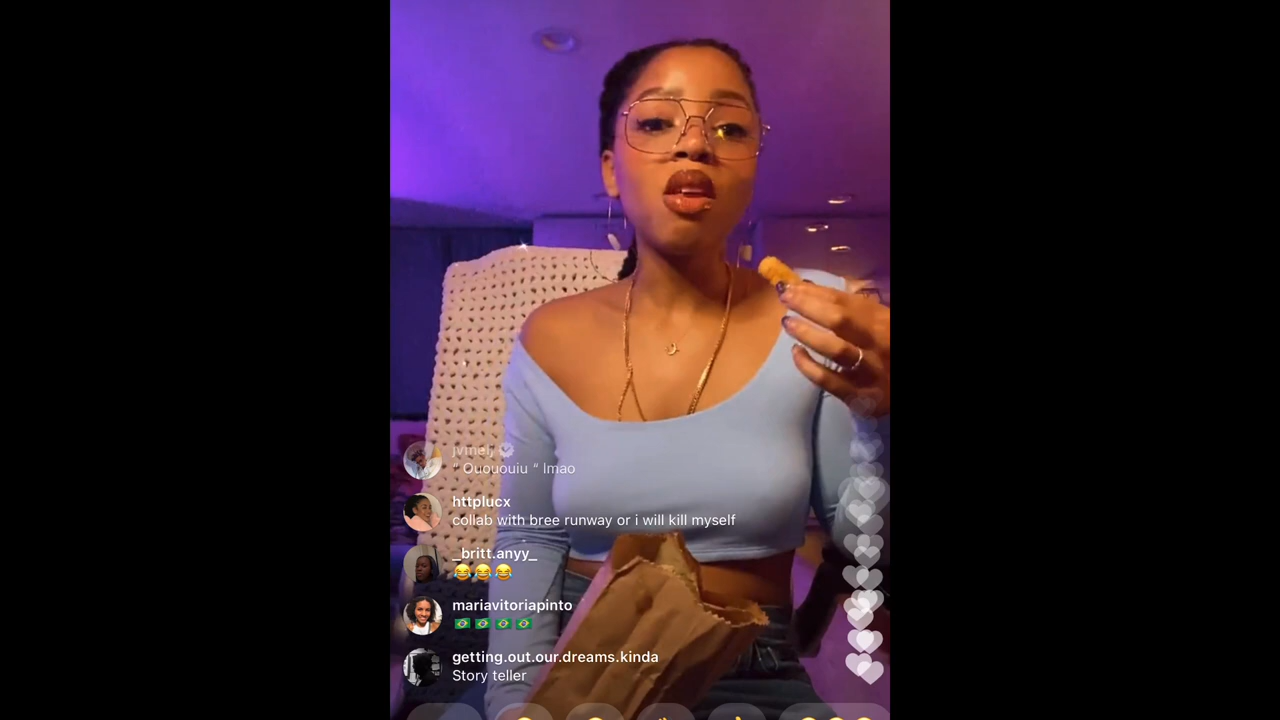 jvinelj
" Ouououiu " lmao
httplucx
collab with bree runway or i will kill myself
_britt.anyy_
😂😂😂
mariavitoriapinto
🇧🇷 🇧🇷 🇧🇷 🇧🇷
getting.out.our.dreams.kinda
Story teller